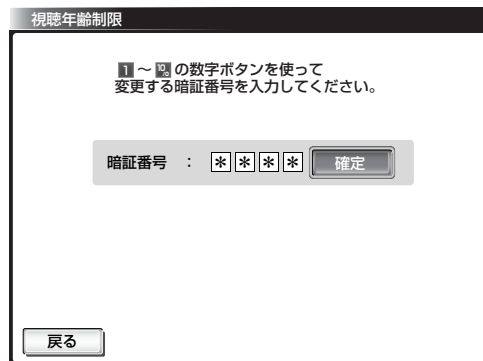 視聴年齢制限
1 ~ 10 の数字ボタンを使って
変更する暗証番号を入力してください。
暗証番号 : * * * * 確定
戻る